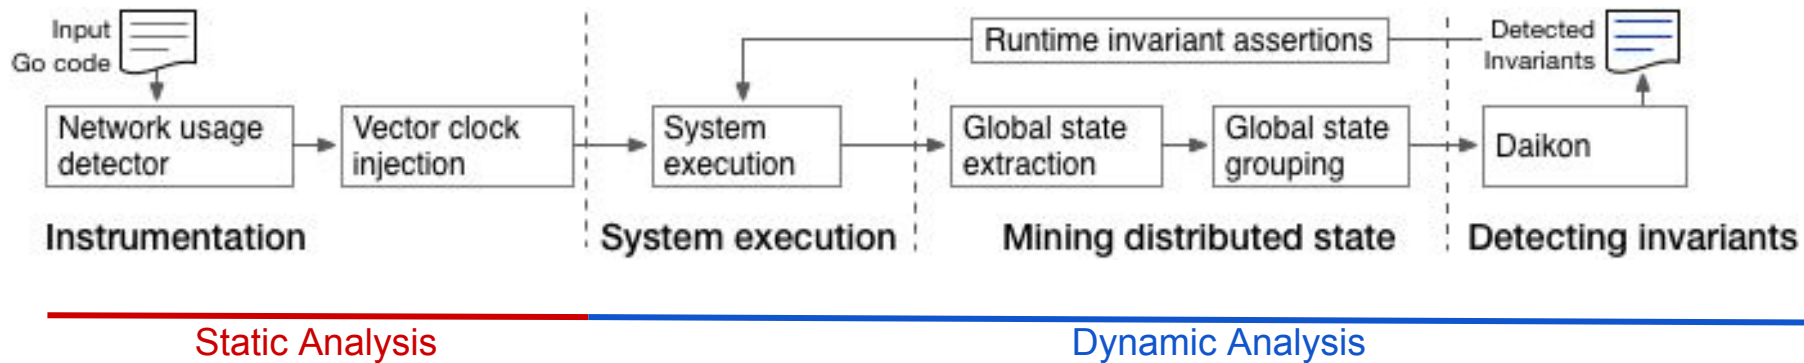 Input
Go code
Runtime invariant assertions
Detected
Invariants
Network usage
detector
Vector clock
injection
System
execution
Global state
extraction
Global state
grouping
Daikon
Instrumentation
System execution
Mining distributed state
Detecting invariants
Static Analysis
Dynamic Analysis